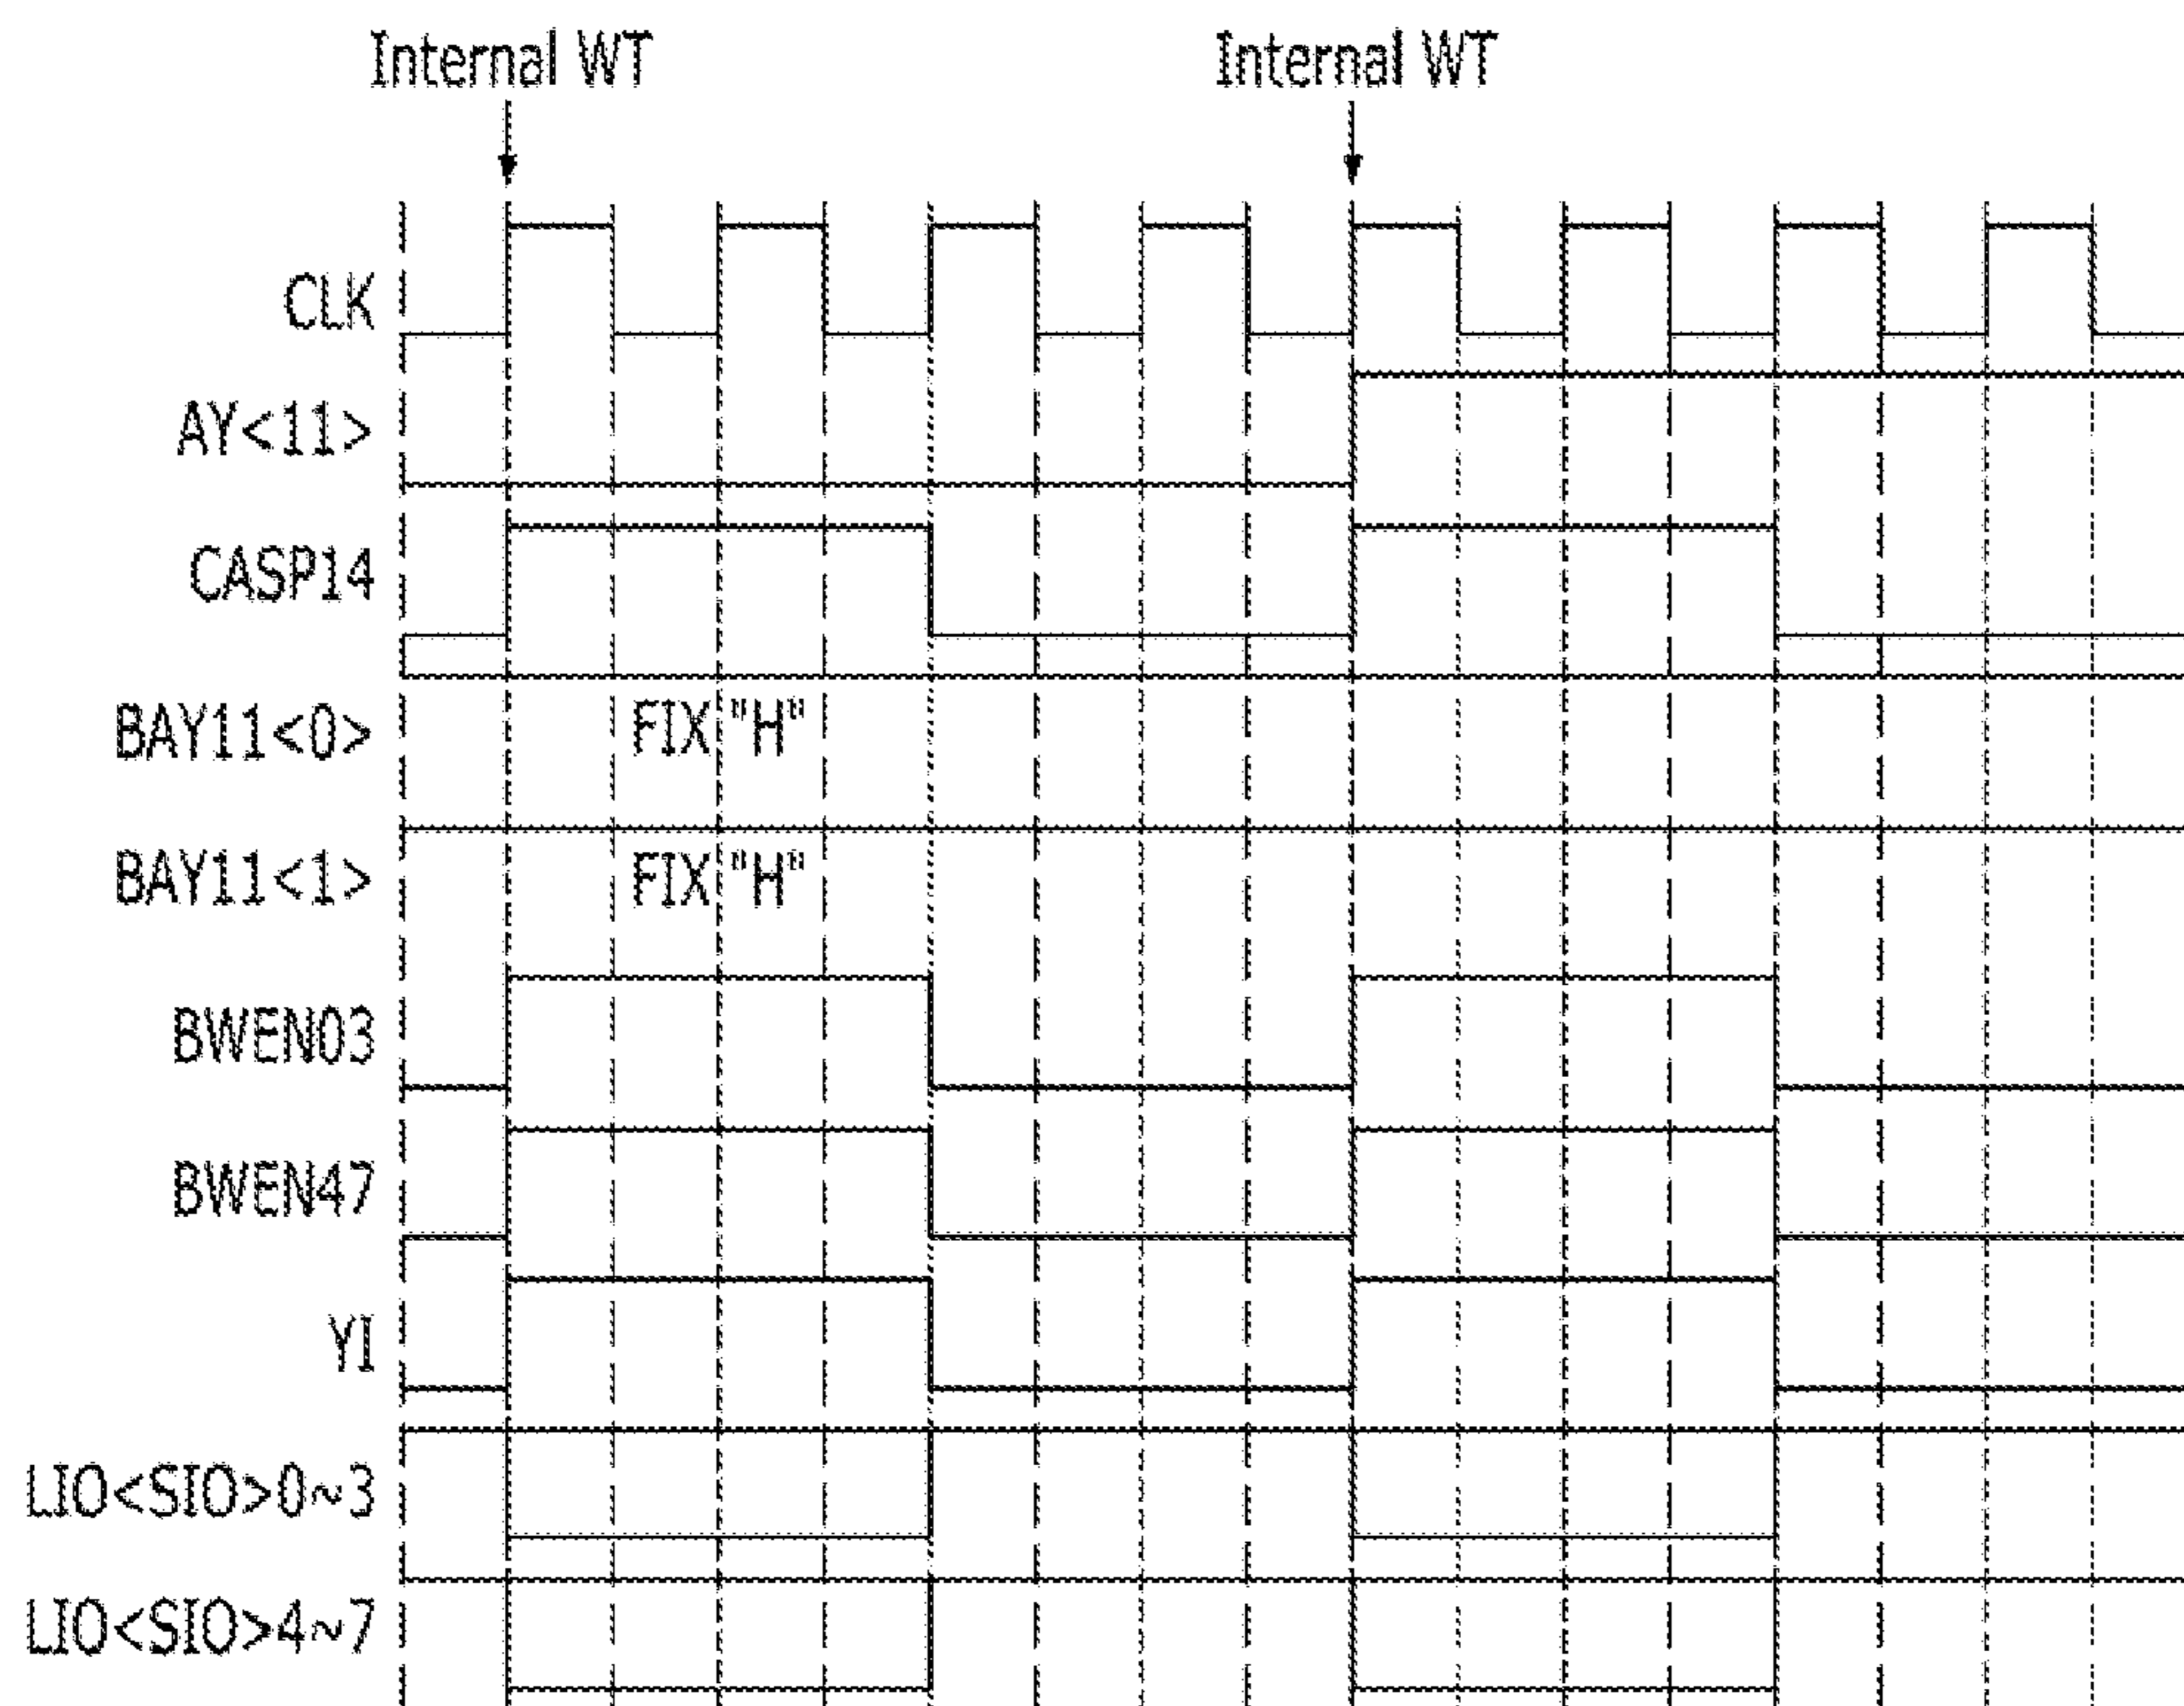 Internal WT Internal WT
CLK
AY<11>
CASP14
BAY11<0> FIX "H"
BAY11<1> FIX "H"
BWEN03
BWEN47
YI
LIO<SIO>0~3
LIO<SIO>4~7